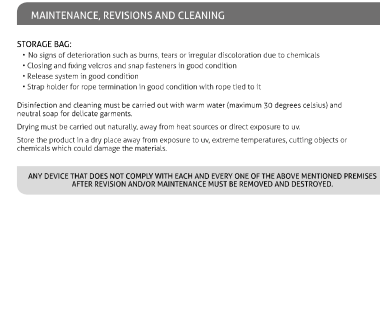 MAINTENANCE, REVISIONS AND CLEANING
STORAGE BAG:
• No signs of deterioration such as burns, tears or irregular discoloration due to chemicals
• Closing and fixing velcros and snap fasteners in good condition
• Release system in good condition
• Strap holder for rope termination in good condition with rope tied to it
Disinfection and cleaning must be carried out with warm water (maximum 30 degrees celsius) and
neutral soap for delicate garments.
Drying must be carried out naturally, away from heat sources or direct exposure to uv.
Store the product in a dry place away from exposure to uv, extreme temperatures, cutting objects or
chemicals which could damage the materials.
ANY DEVICE THAT DOES NOT COMPLY WITH EACH AND EVERY ONE OF THE ABOVE MENTIONED PREMISES
AFTER REVISION AND/OR MAINTENANCE MUST BE REMOVED AND DESTROYED.